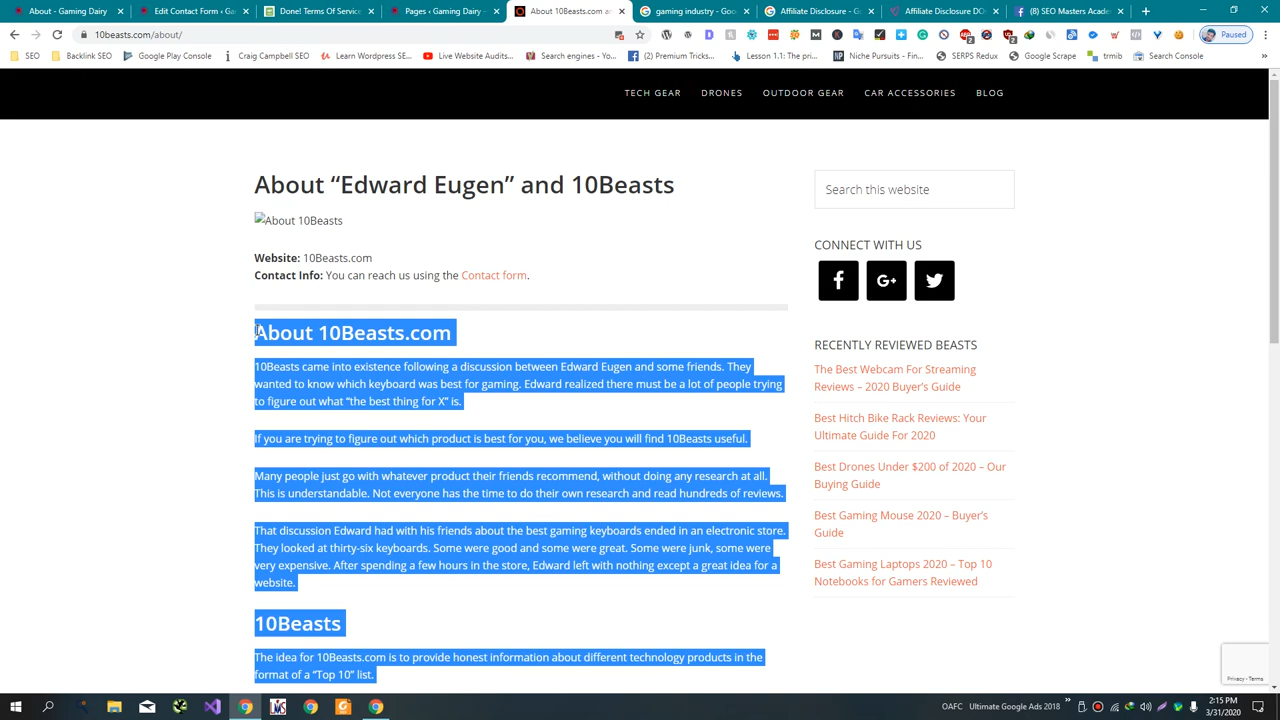 About - Gaming Dairy
Edit Contact Form ‹ Ga
Done! Terms Of Service
Pages ‹ Gaming Dairy
About 10Beasts.com an
gaming industry - Goo
Affiliate Disclosure - G
Affiliate Disclosure DO
(8) SEO Masters Acade
10beasts.com/about/
Paused
SEO
Backlink SEO
Google Play Console
Craig Campbell SEO
Learn Wordpress SE...
Live Website Audits...
Search engines - Yo...
(2) Premium Tricks...
Lesson 1.1: The pri...
Niche Pursuits - Fin...
SERPS Redux
Google Scrape
trmib
Search Console
TECH GEAR
DRONES
OUTDOOR GEAR
CAR ACCESSORIES
BLOG
About “Edward Eugen” and 10Beasts
About 10Beasts
Website: 10Beasts.com
Contact Info: You can reach us using the Contact form.
About 10Beasts.com
10Beasts came into existence following a discussion between Edward Eugen and some friends. They
wanted to know which keyboard was best for gaming. Edward realized there must be a lot of people trying
to figure out what “the best thing for X” is.
If you are trying to figure out which product is best for you, we believe you will find 10Beasts useful.
Many people just go with whatever product their friends recommend, without doing any research at all.
This is understandable. Not everyone has the time to do their own research and read hundreds of reviews.
That discussion Edward had with his friends about the best gaming keyboards ended in an electronic store.
They looked at thirty-six keyboards. Some were good and some were great. Some were junk, some were
very expensive. After spending a few hours in the store, Edward left with nothing except a great idea for a
website.
10Beasts
The idea for 10Beasts.com is to provide honest information about different technology products in the
format of a “Top 10” list.
Search this website
CONNECT WITH US
RECENTLY REVIEWED BEASTS
The Best Webcam For Streaming
Reviews – 2020 Buyer’s Guide
Best Hitch Bike Rack Reviews: Your
Ultimate Guide For 2020
Best Drones Under $200 of 2020 – Our
Buying Guide
Best Gaming Mouse 2020 – Buyer’s
Guide
Best Gaming Laptops 2020 – Top 10
Notebooks for Gamers Reviewed
Privacy - Terms
OAFC
Ultimate Google Ads 2018
2:15 PM
3/31/2020